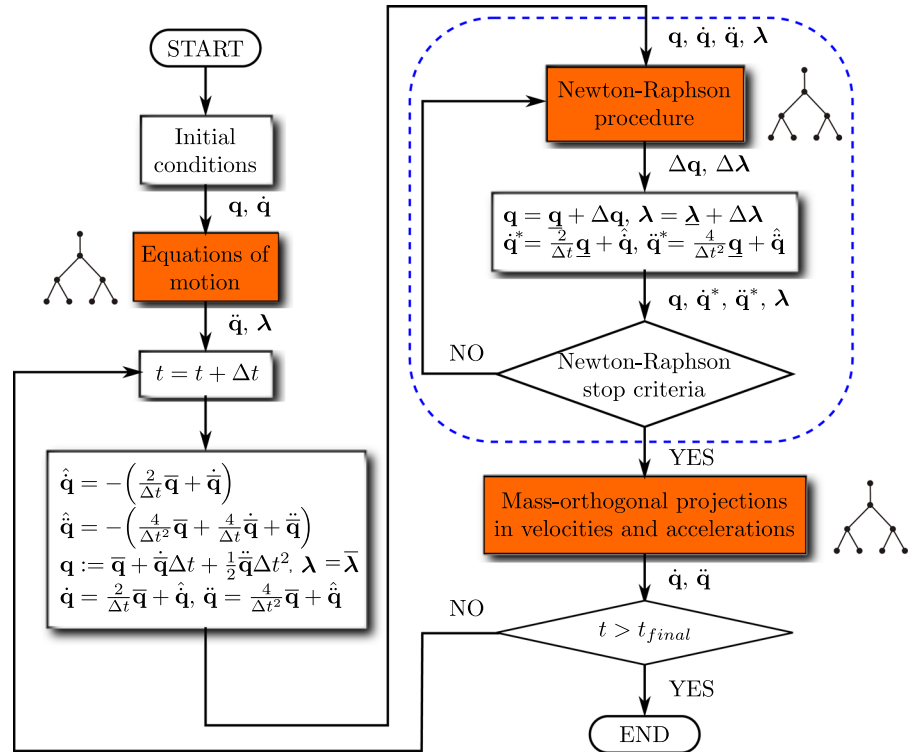 START
Initial
conditions
q, q̇
Equations of
motion
q̈, λ
t = t + Δt
q̇̂ = −(2/Δt q̅ + q̇̅)
q̈̂ = −(4/Δt² q̅ + 4/Δt q̇̅ + q̈̅)
q := q̅ + q̇̅Δt + ½q̈̅Δt², λ = λ̅
q̇ = 2/Δt q̅ + q̇̂, q̈ = 4/Δt² q̅ + q̈̂
q, q̇, q̈, λ
Newton-Raphson
procedure
Δq, Δλ
q = q̲ + Δq, λ = λ̲ + Δλ
q̇* = 2/Δt q̲ + q̇̂, q̈* = 4/Δt² q̲ + q̈̂
q, q̇*, q̈*, λ
NO
Newton-Raphson
stop criteria
YES
Mass-orthogonal projections
in velocities and accelerations
q̇, q̈
NO
t > t_final
YES
END